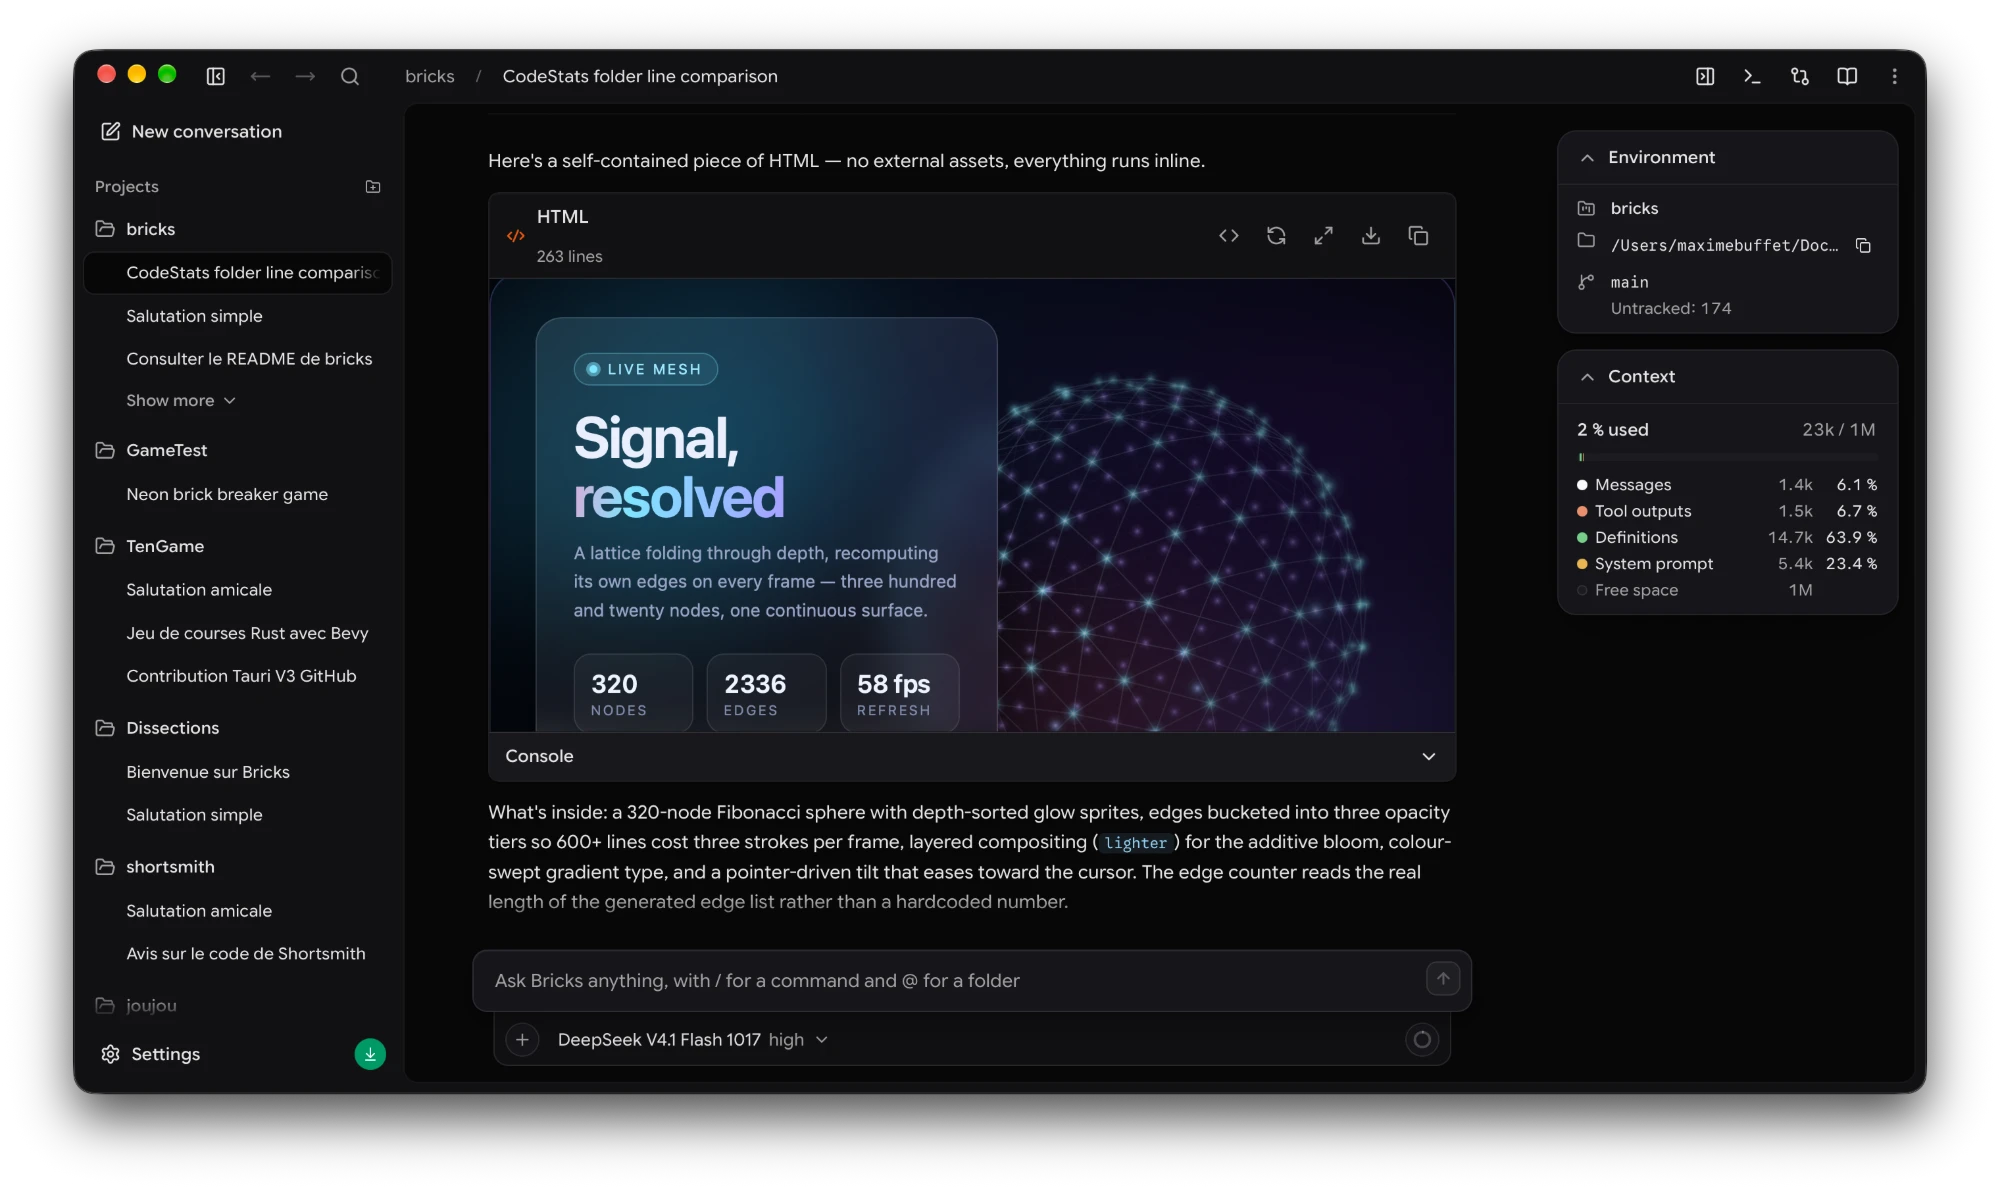 bricks / CodeStats folder line comparison
New conversation
Projects
bricks
CodeStats folder line comparisc
Salutation simple
Consulter le README de bricks
Show more
GameTest
Neon brick breaker game
TenGame
Salutation amicale
Jeu de courses Rust avec Bevy
Contribution Tauri V3 GitHub
Dissections
Bienvenue sur Bricks
Salutation simple
shortsmith
Salutation amicale
Avis sur le code de Shortsmith
joujou
Settings
Here's a self-contained piece of HTML — no external assets, everything runs inline.
HTML
263 lines
LIVE MESH
Signal,
resolved
A lattice folding through depth, recomputing
its own edges on every frame — three hundred
and twenty nodes, one continuous surface.
320 2336 58 fps
NODES EDGES REFRESH
Console
What's inside: a 320-node Fibonacci sphere with depth-sorted glow sprites, edges bucketed into three opacity
tiers so 600+ lines cost three strokes per frame, layered compositing ( lighter ) for the additive bloom, colour-
swept gradient type, and a pointer-driven tilt that eases toward the cursor. The edge counter reads the real
length of the generated edge list rather than a hardcoded number.
Ask Bricks anything, with / for a command and @ for a folder
DeepSeek V4.1 Flash 1017 high
Environment
bricks
/Users/maximebuffet/Doc…
main
Untracked: 174
Context
2 % used 23k / 1M
Messages 1.4k 6.1 %
Tool outputs 1.5k 6.7 %
Definitions 14.7k 63.9 %
System prompt 5.4k 23.4 %
Free space 1M